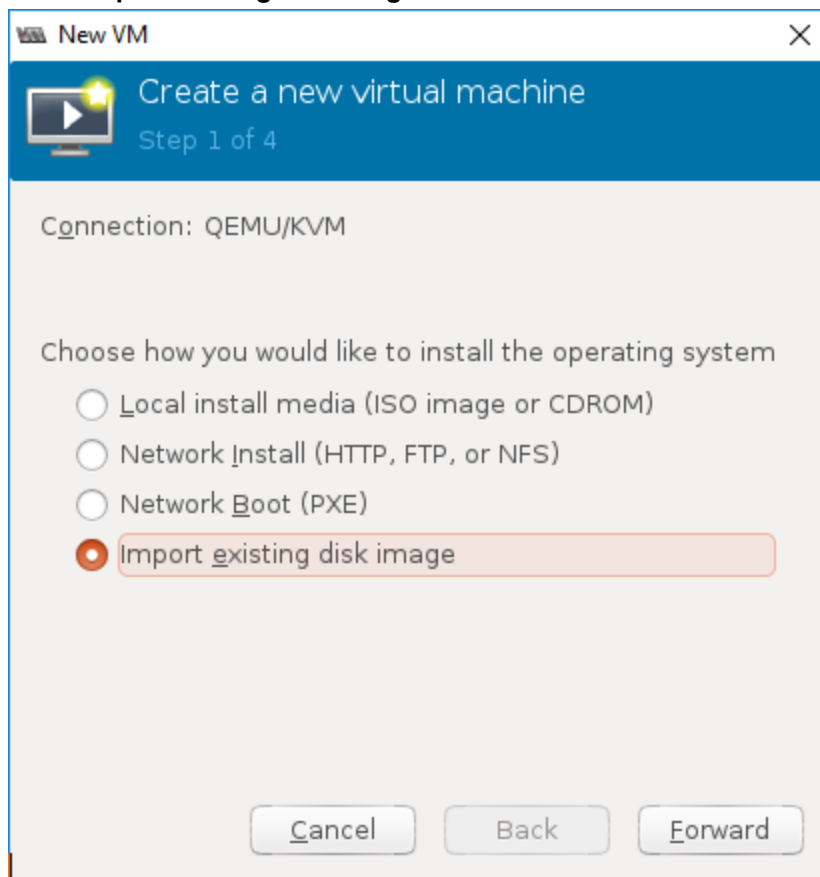 New VM
Create a new virtual machine
Step 1 of 4
Connection: QEMU/KVM
Choose how you would like to install the operating system
Local install media (ISO image or CDROM)
Network Install (HTTP, FTP, or NFS)
Network Boot (PXE)
Import existing disk image
Cancel Back Forward